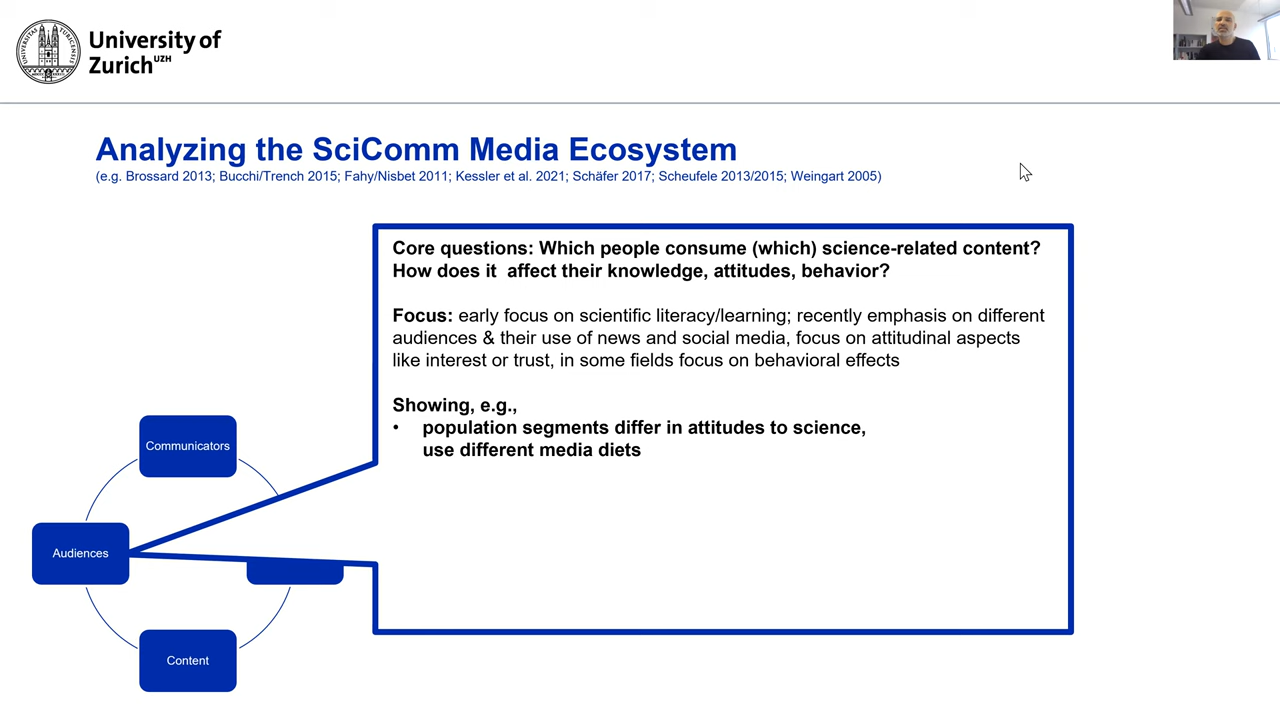 University of
Zurich UZH
Analyzing the SciComm Media Ecosystem
(e.g. Brossard 2013; Bucchi/Trench 2015; Fahy/Nisbet 2011; Kessler et al. 2021; Schäfer 2017; Scheufele 2013/2015; Weingart 2005)
Core questions: Which people consume (which) science-related content?
How does it affect their knowledge, attitudes, behavior?
Focus: early focus on scientific literacy/learning; recently emphasis on different
audiences & their use of news and social media, focus on attitudinal aspects
like interest or trust, in some fields focus on behavioral effects
Showing, e.g.,
• population segments differ in attitudes to science,
use different media diets
Communicators
Audiences
Content